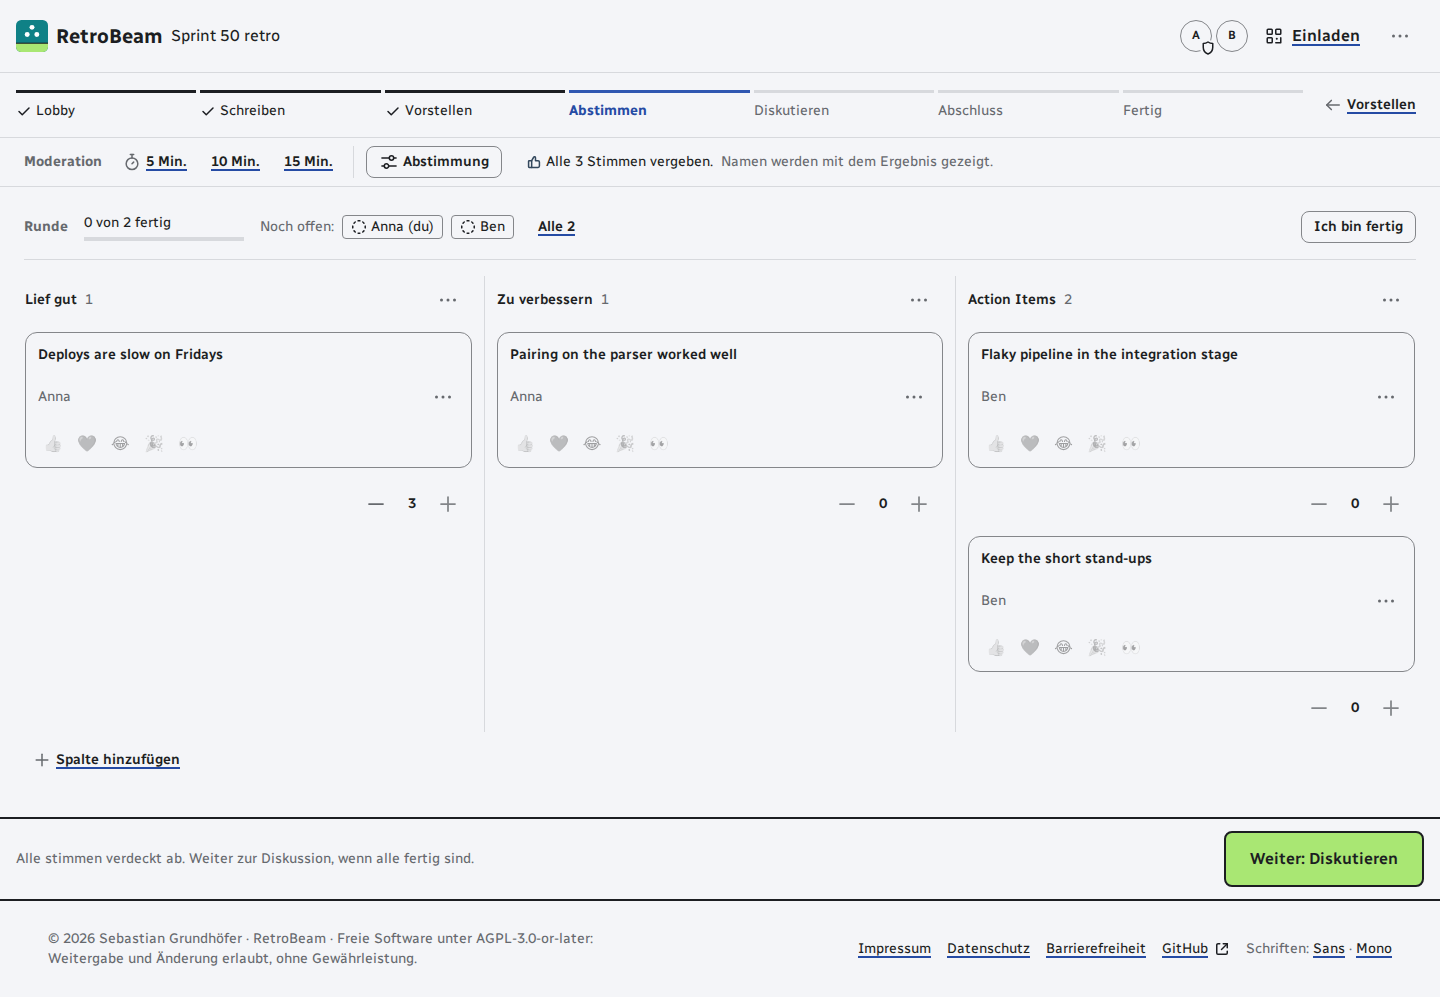 RetroBeam Sprint 50 retro
A B Einladen
Lobby Schreiben Vorstellen Abstimmen Diskutieren Abschluss Fertig Vorstellen
Moderation 5 Min. 10 Min. 15 Min. Abstimmung Alle 3 Stimmen vergeben. Namen werden mit dem Ergebnis gezeigt.
Runde 0 von 2 fertig Noch offen: Anna (du) Ben Alle 2 Ich bin fertig
Lief gut 1
Deploys are slow on Fridays
Anna
3
Zu verbessern 1
Pairing on the parser worked well
Anna
0
Action Items 2
Flaky pipeline in the integration stage
Ben
0
Keep the short stand-ups
Ben
0
Spalte hinzufügen
Alle stimmen verdeckt ab. Weiter zur Diskussion, wenn alle fertig sind.
Weiter: Diskutieren
© 2026 Sebastian Grundhöfer · RetroBeam · Freie Software unter AGPL-3.0-or-later:
Weitergabe und Änderung erlaubt, ohne Gewährleistung.
Impressum Datenschutz Barrierefreiheit GitHub Schriften: Sans · Mono